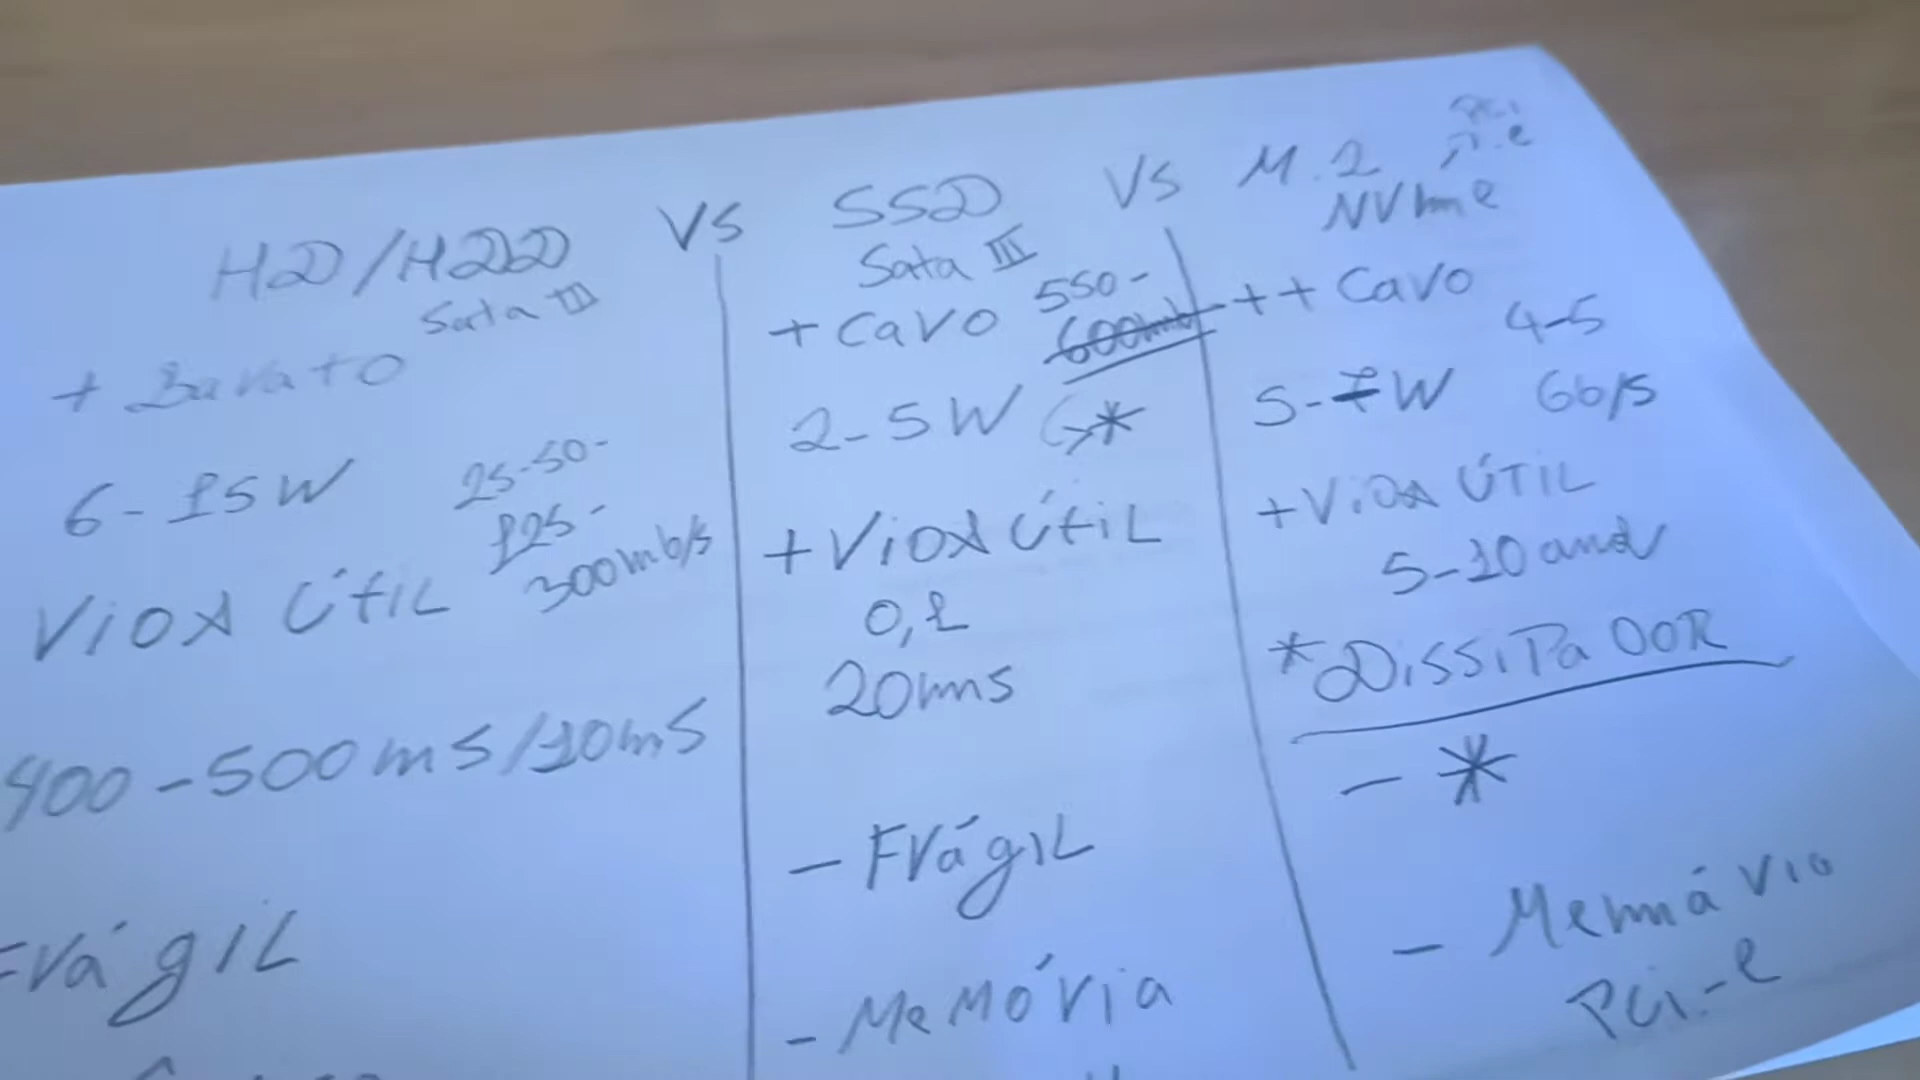 HD/HDD VS SSD VS M.2 PCi-e
NVme
Sata III
+ Barato
6-15W
25-50-
125-
300mb/s
Vida Útil
400-500ms/10ms
Frágil
Sata III
+ Caro
550-
600mb
2-5W *
+ Vida Útil
0,1
20ms
- Frágil
- Memória
++ Caro
4-5
Gb/s
5-7W
+ Vida ÚTIL
5-10
* Dissipador
- *
- Memória
PCi-e